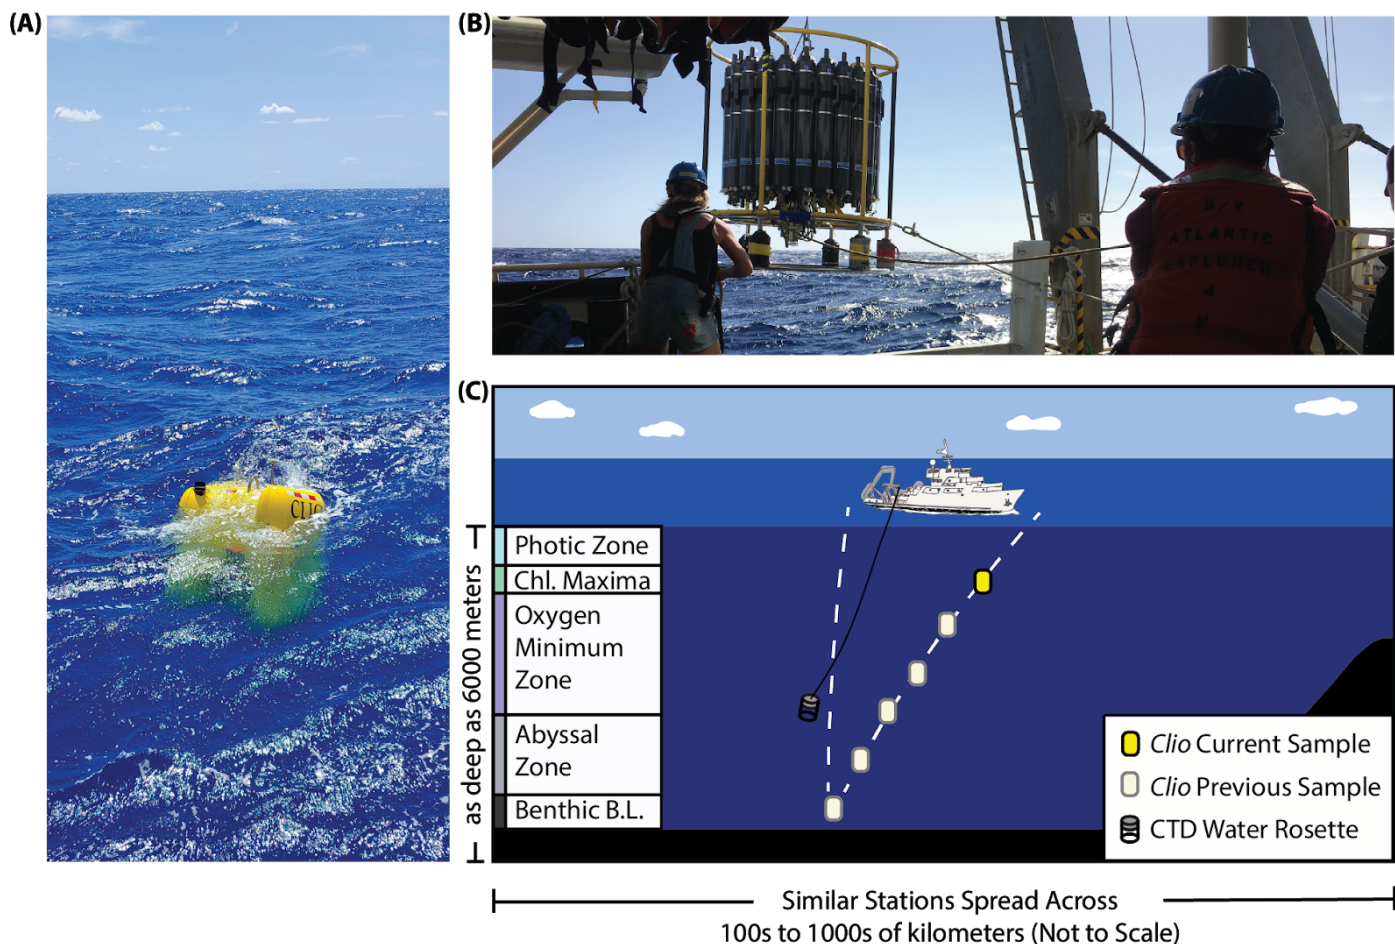 (A)
CLIO
(B)
R/V
ATLANTIC
EXPLORER
(C)
as deep as 6000 meters
Photic Zone
Chl. Maxima
Oxygen
Minimum
Zone
Abyssal
Zone
Benthic B.L.
Clio Current Sample
Clio Previous Sample
CTD Water Rosette
Similar Stations Spread Across
100s to 1000s of kilometers (Not to Scale)